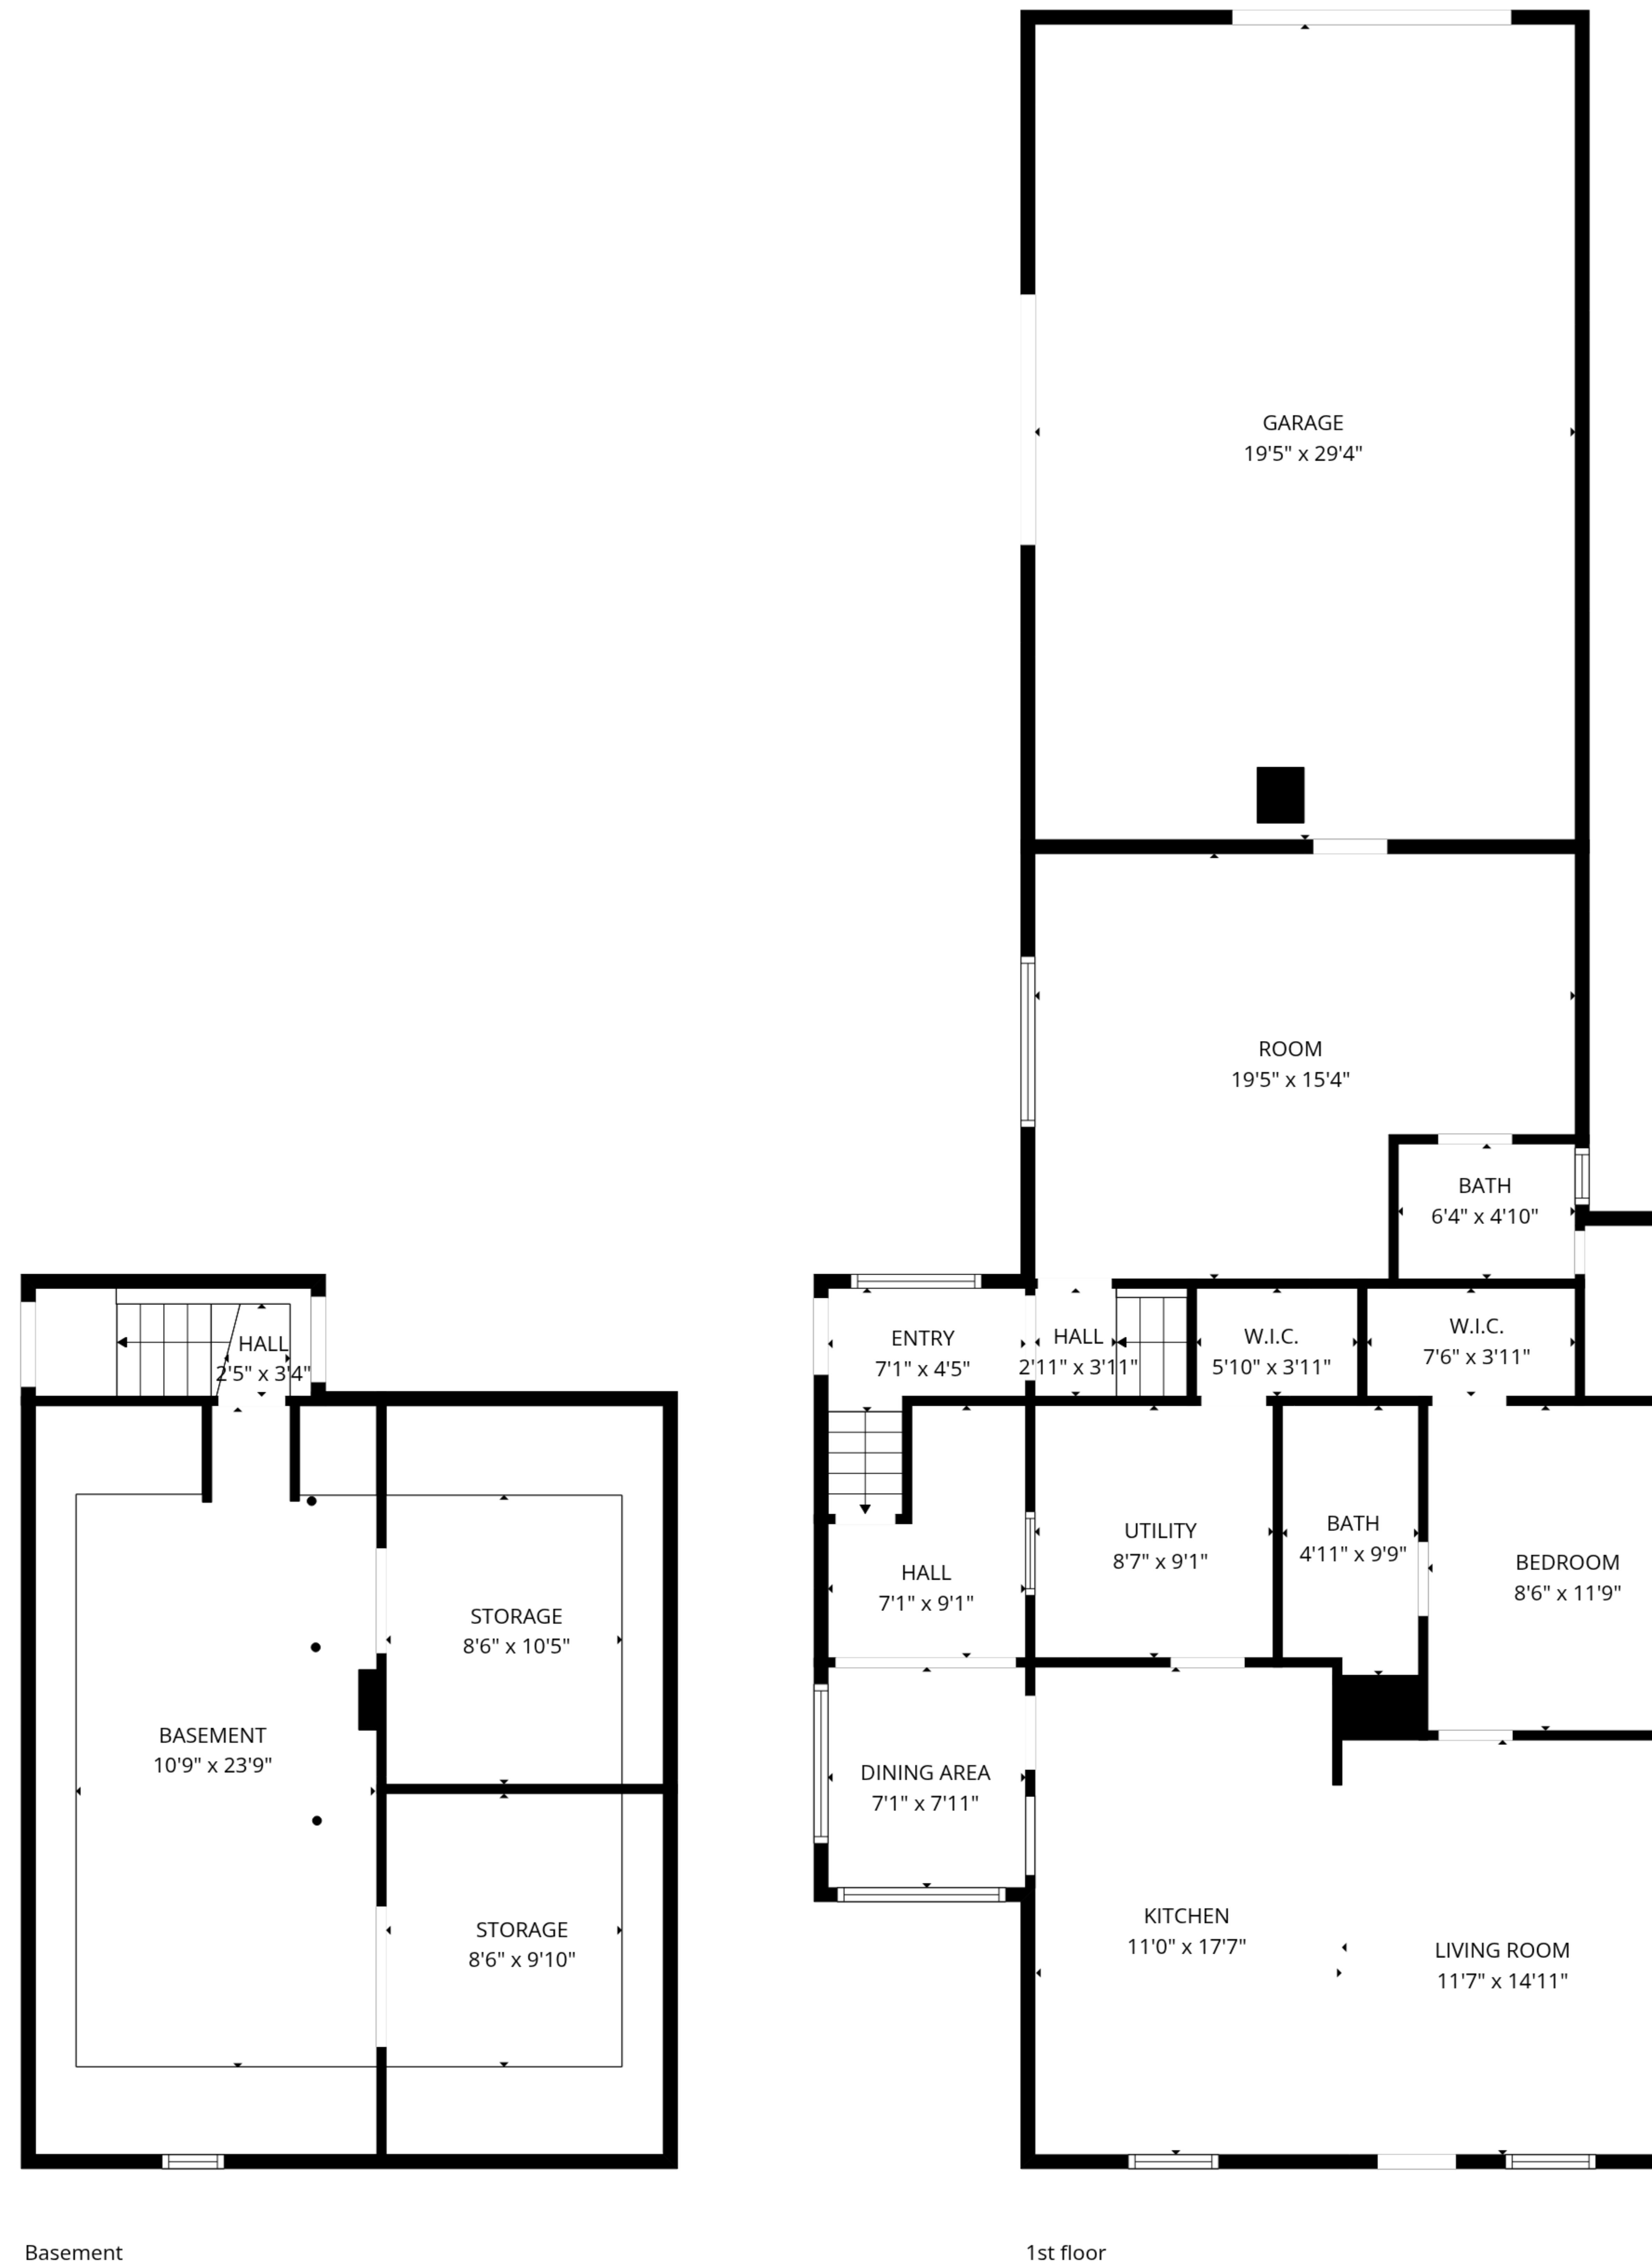 GARAGE
19'5" x 29'4"
ROOM
19'5" x 15'4"
BATH
6'4" x 4'10"
HALL
2'5" x 3'4"
ENTRY
7'1" x 4'5"
HALL
2'11" x 3'11"
W.I.C.
5'10" x 3'11"
W.I.C.
7'6" x 3'11"
STORAGE
8'6" x 10'5"
HALL
7'1" x 9'1"
UTILITY
8'7" x 9'1"
BATH
4'11" x 9'9"
BEDROOM
8'6" x 11'9"
BASEMENT
10'9" x 23'9"
DINING AREA
7'1" x 7'11"
STORAGE
8'6" x 9'10"
KITCHEN
11'0" x 17'7"
LIVING ROOM
11'7" x 14'11"
Basement
1st floor